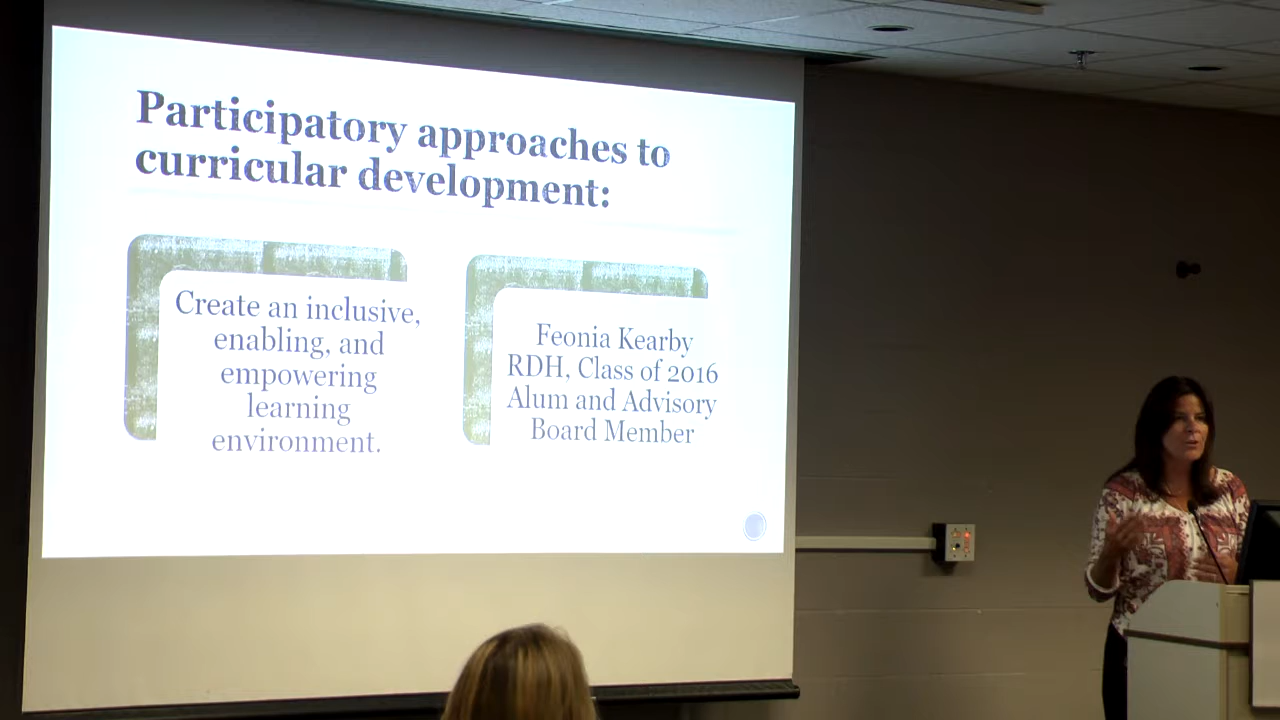 Participatory approaches to
curricular development:
Create an inclusive,
enabling, and
empowering
learning
environment.
Feonia Kearby
RDH, Class of 2016
Alum and Advisory
Board Member